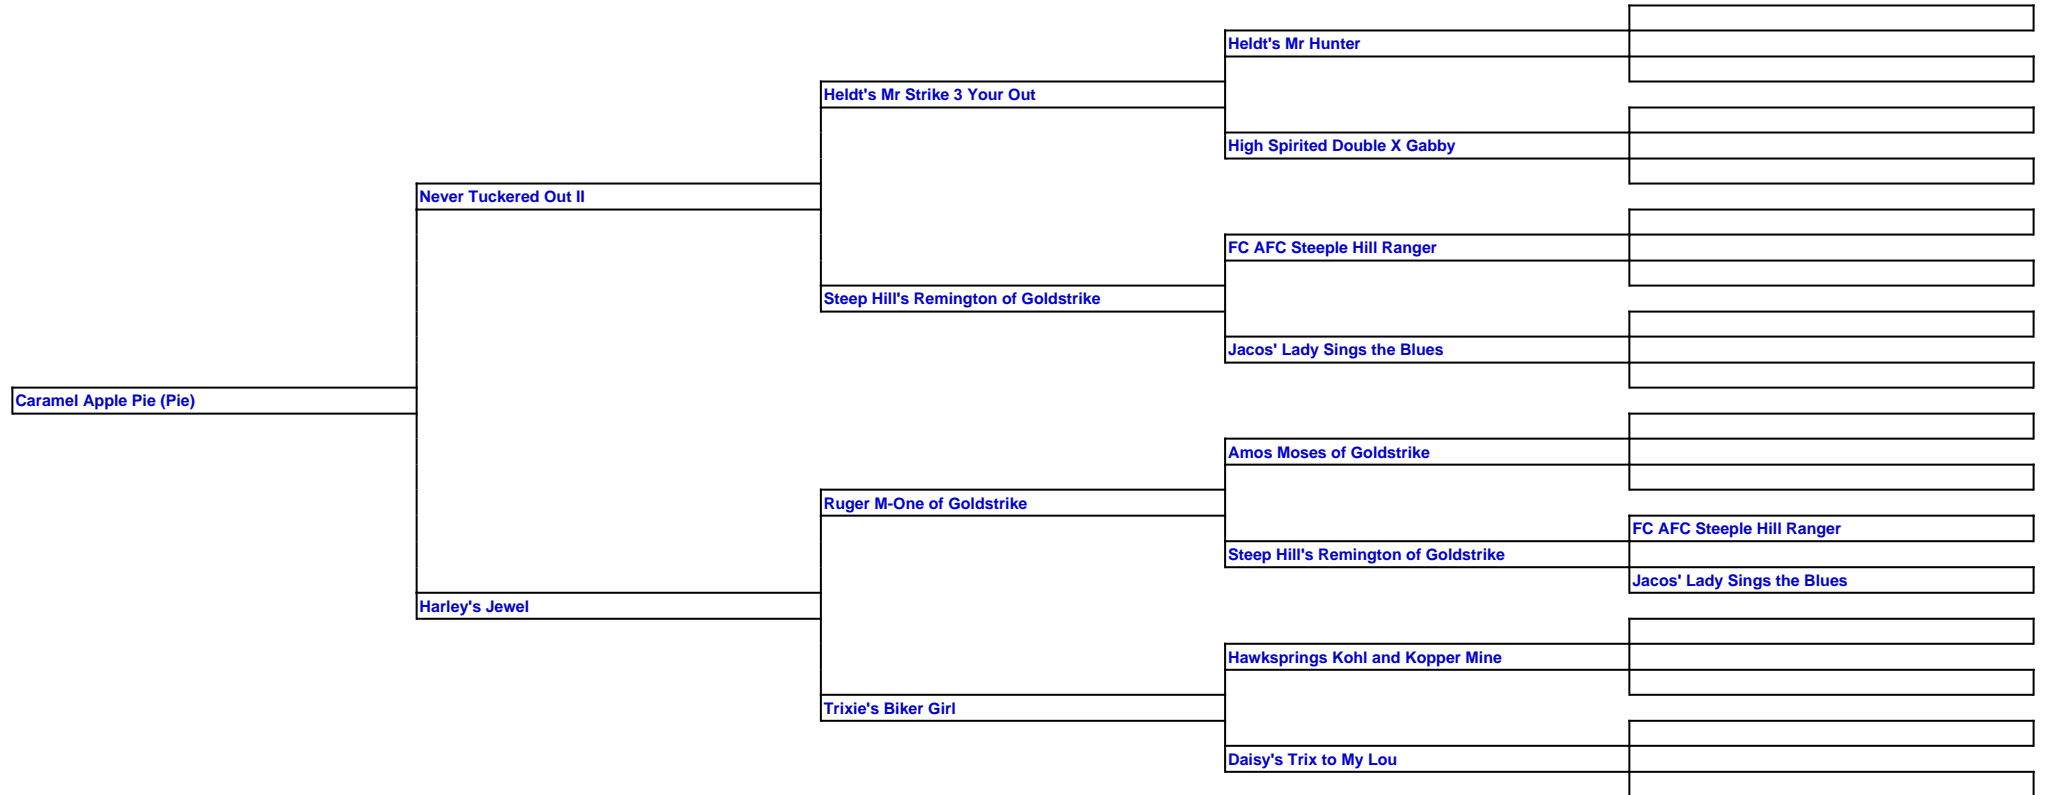 Heldt's Mr Hunter
Heldt's Mr Strike 3 Your Out
High Spirited Double X Gabby
Never Tuckered Out II
FC AFC Steeple Hill Ranger
Steep Hill's Remington of Goldstrike
Jacos' Lady Sings the Blues
Caramel Apple Pie (Pie)
Amos Moses of Goldstrike
Ruger M-One of Goldstrike
FC AFC Steeple Hill Ranger
Steep Hill's Remington of Goldstrike
Jacos' Lady Sings the Blues
Harley's Jewel
Hawksprings Kohl and Kopper Mine
Trixie's Biker Girl
Daisy's Trix to My Lou